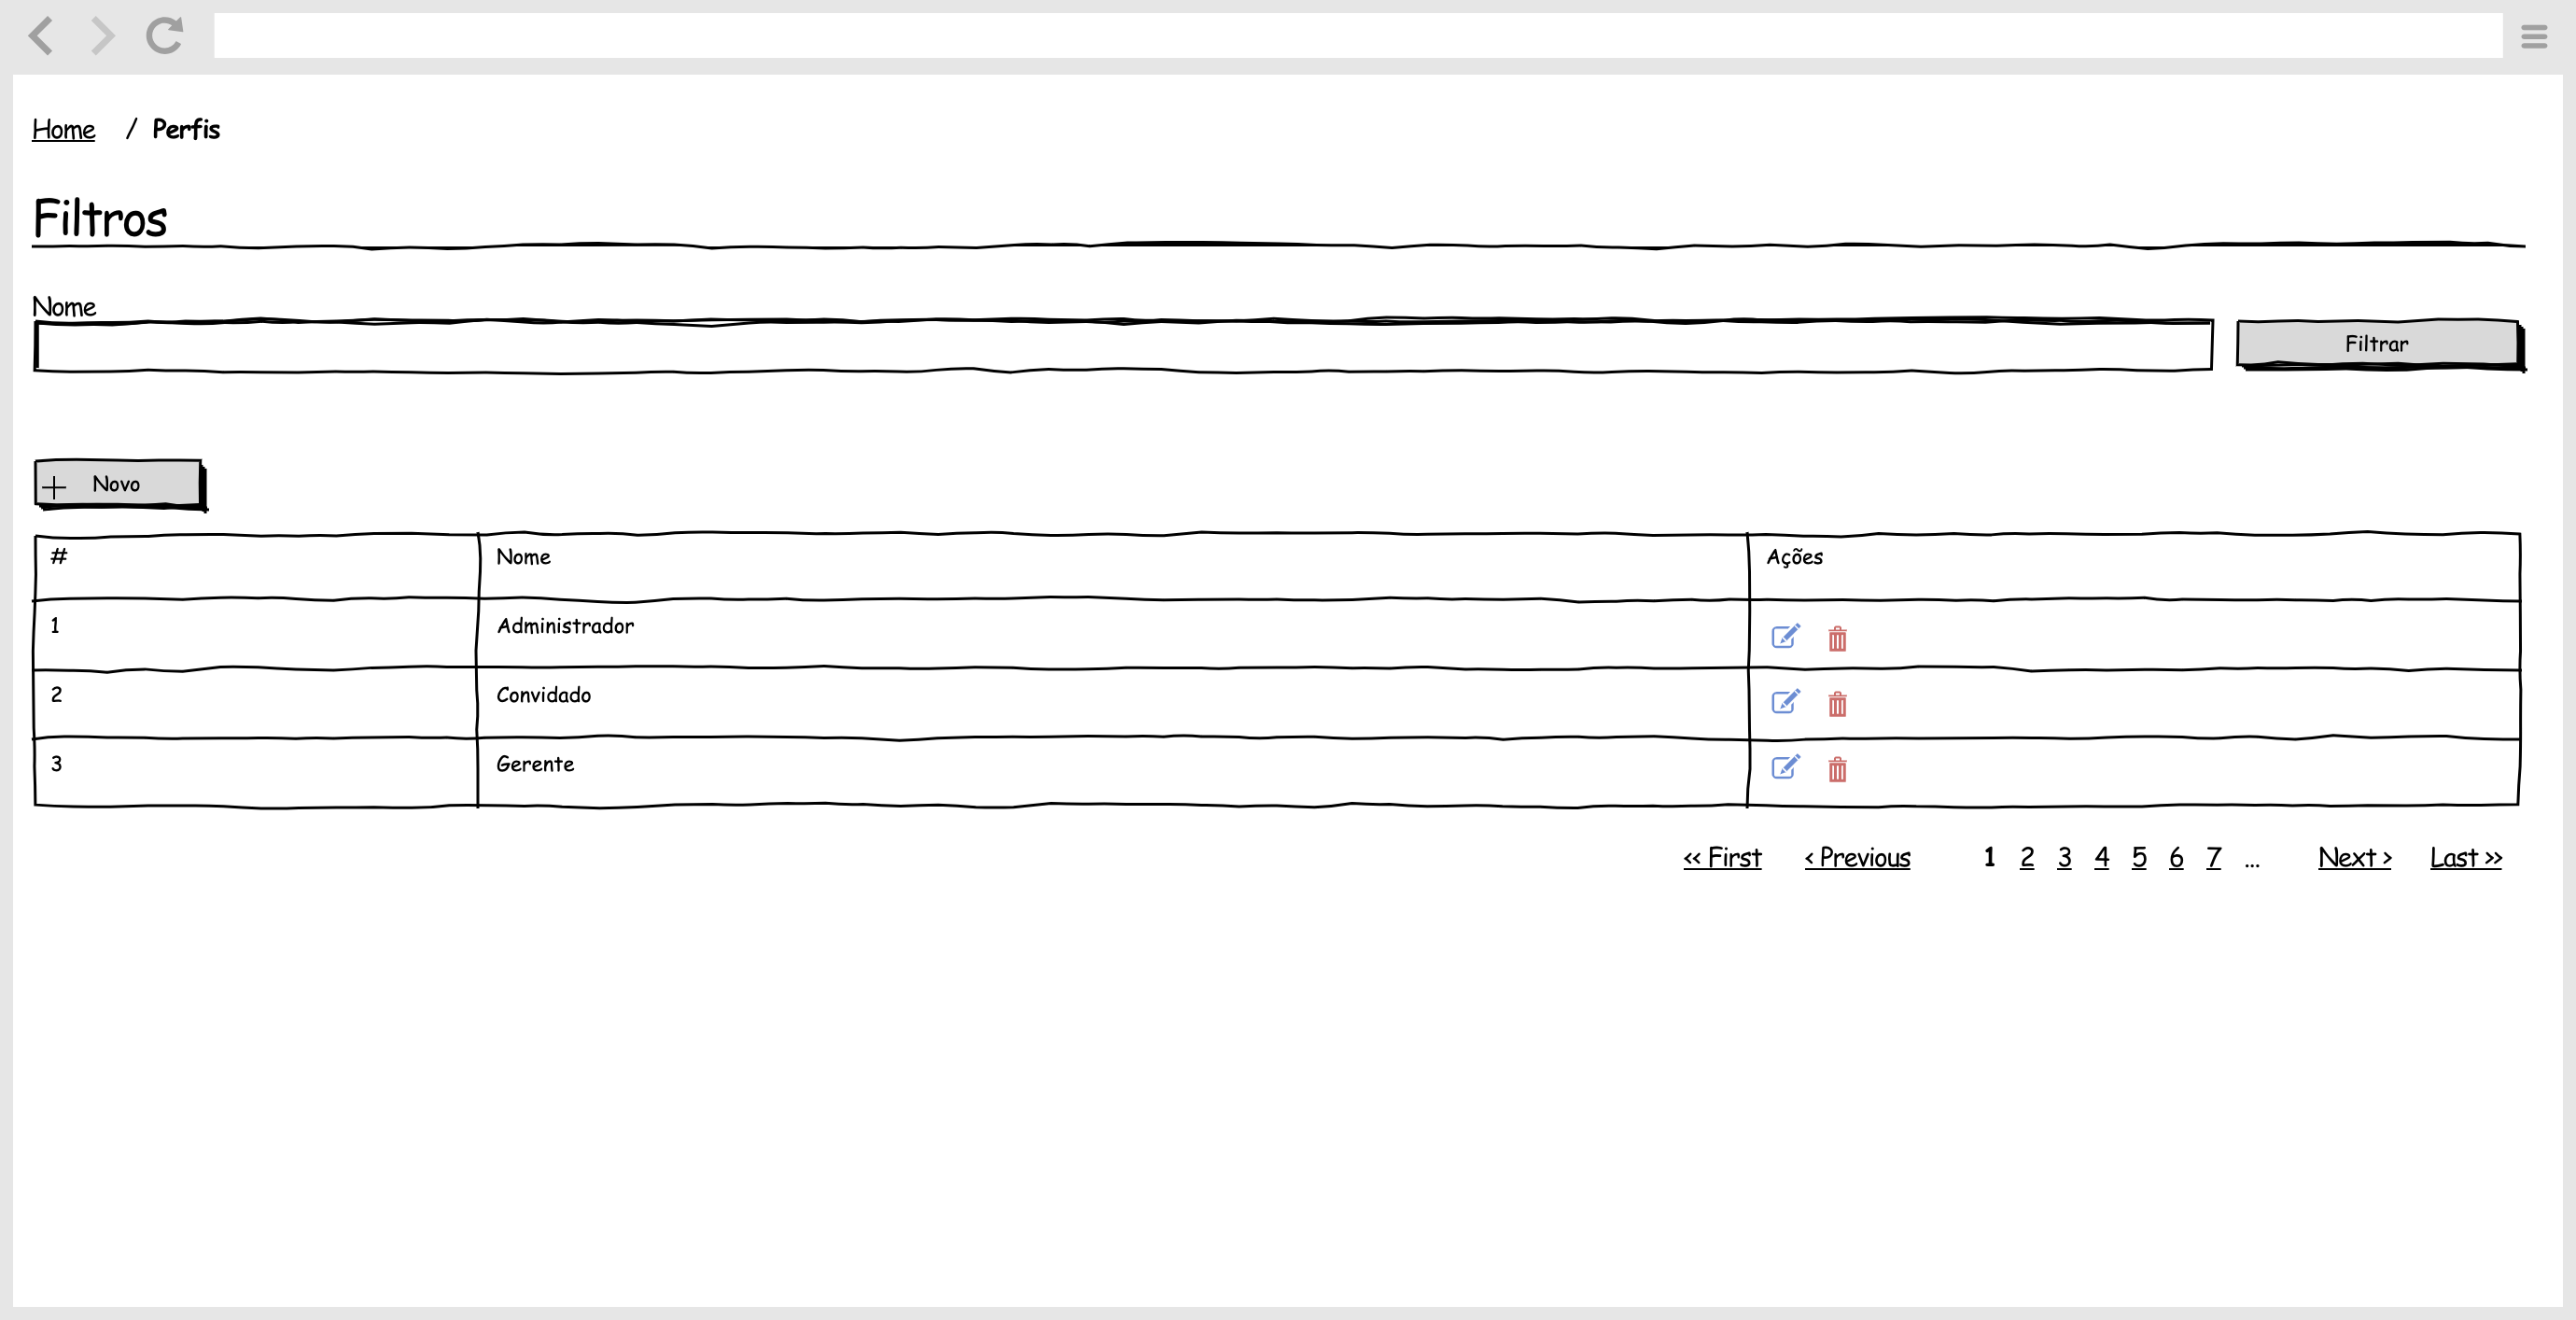 Home / Perfis
Filtros
Nome
Filtrar
+ Novo
# Nome Ações
1 Administrador
2 Convidado
3 Gerente
<< First < Previous 1 2 3 4 5 6 7 ... Next > Last >>